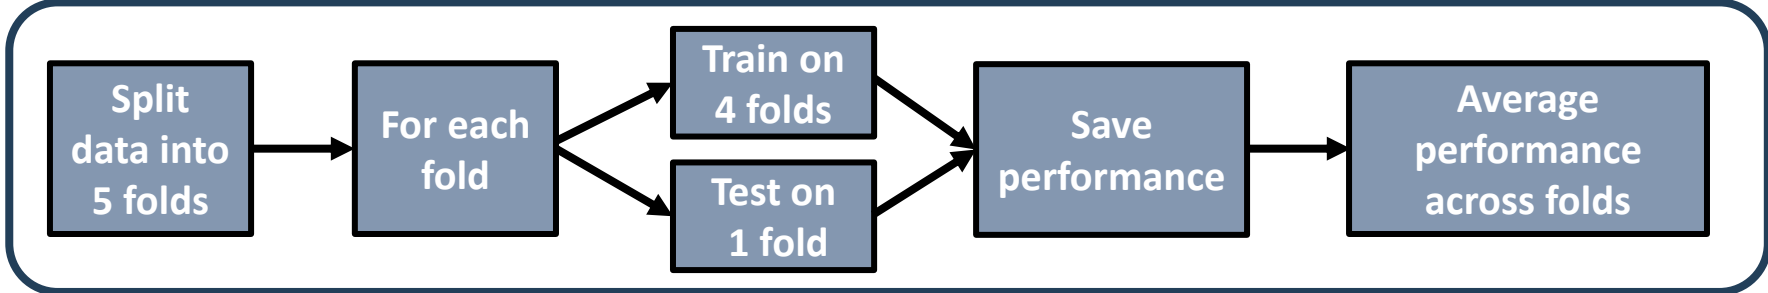 Split
data into
5 folds
For each
fold
Train on
4 folds
Test on
1 fold
Save
performance
Average
performance
across folds